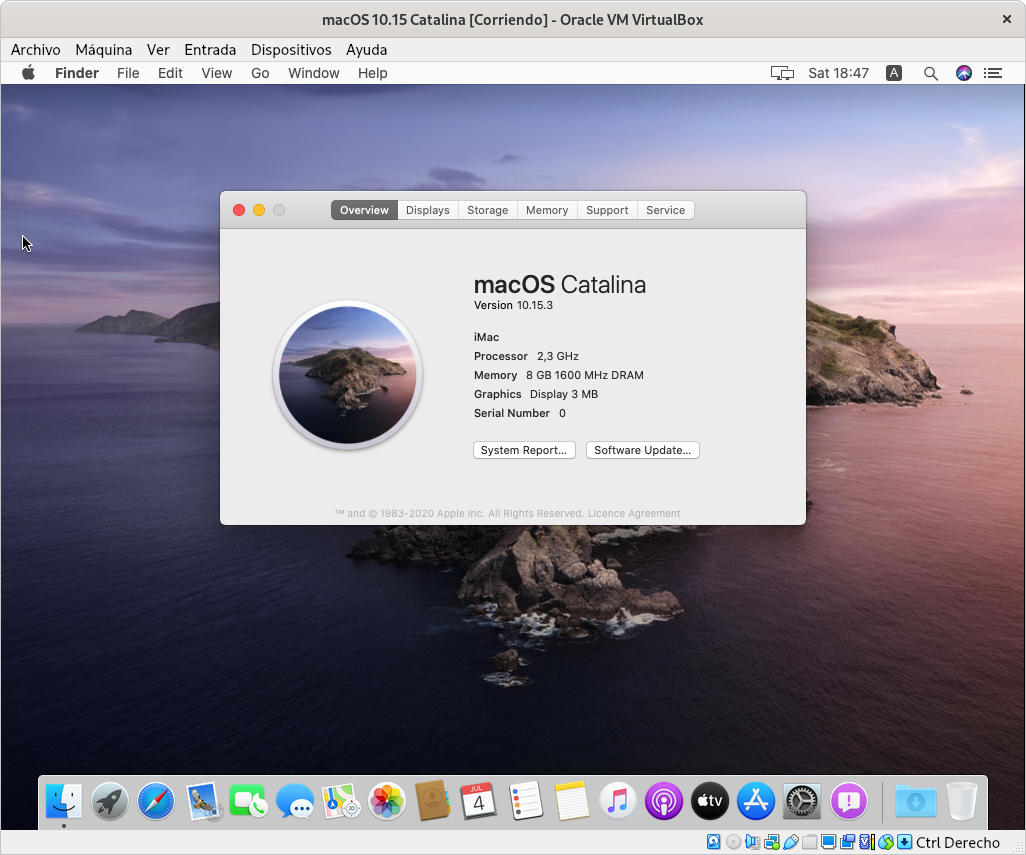 macOS 10.15 Catalina [Corriendo] - Oracle VM VirtualBox
Archivo Máquina Ver Entrada Dispositivos Ayuda
Finder File Edit View Go Window Help Sat 18:47 A
Overview Displays Storage Memory Support Service
macOS Catalina
Version 10.15.3
iMac
Processor 2,3 GHz
Memory 8 GB 1600 MHz DRAM
Graphics Display 3 MB
Serial Number 0
System Report... Software Update...
™ and © 1983-2020 Apple Inc. All Rights Reserved. Licence Agreement
JUL
4
tv
Ctrl Derecho